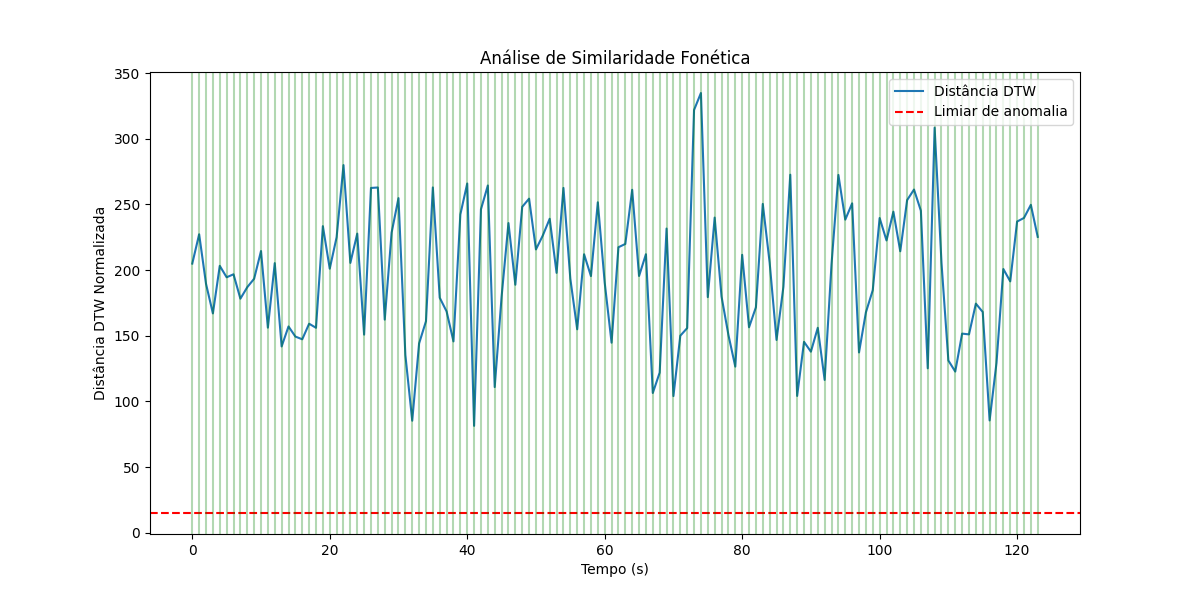 Análise de Similaridade Fonética
Distância DTW
Limiar de anomalia
Distância DTW Normalizada
350
300
250
200
150
100
50
0
0 20 40 60 80 100 120
Tempo (s)